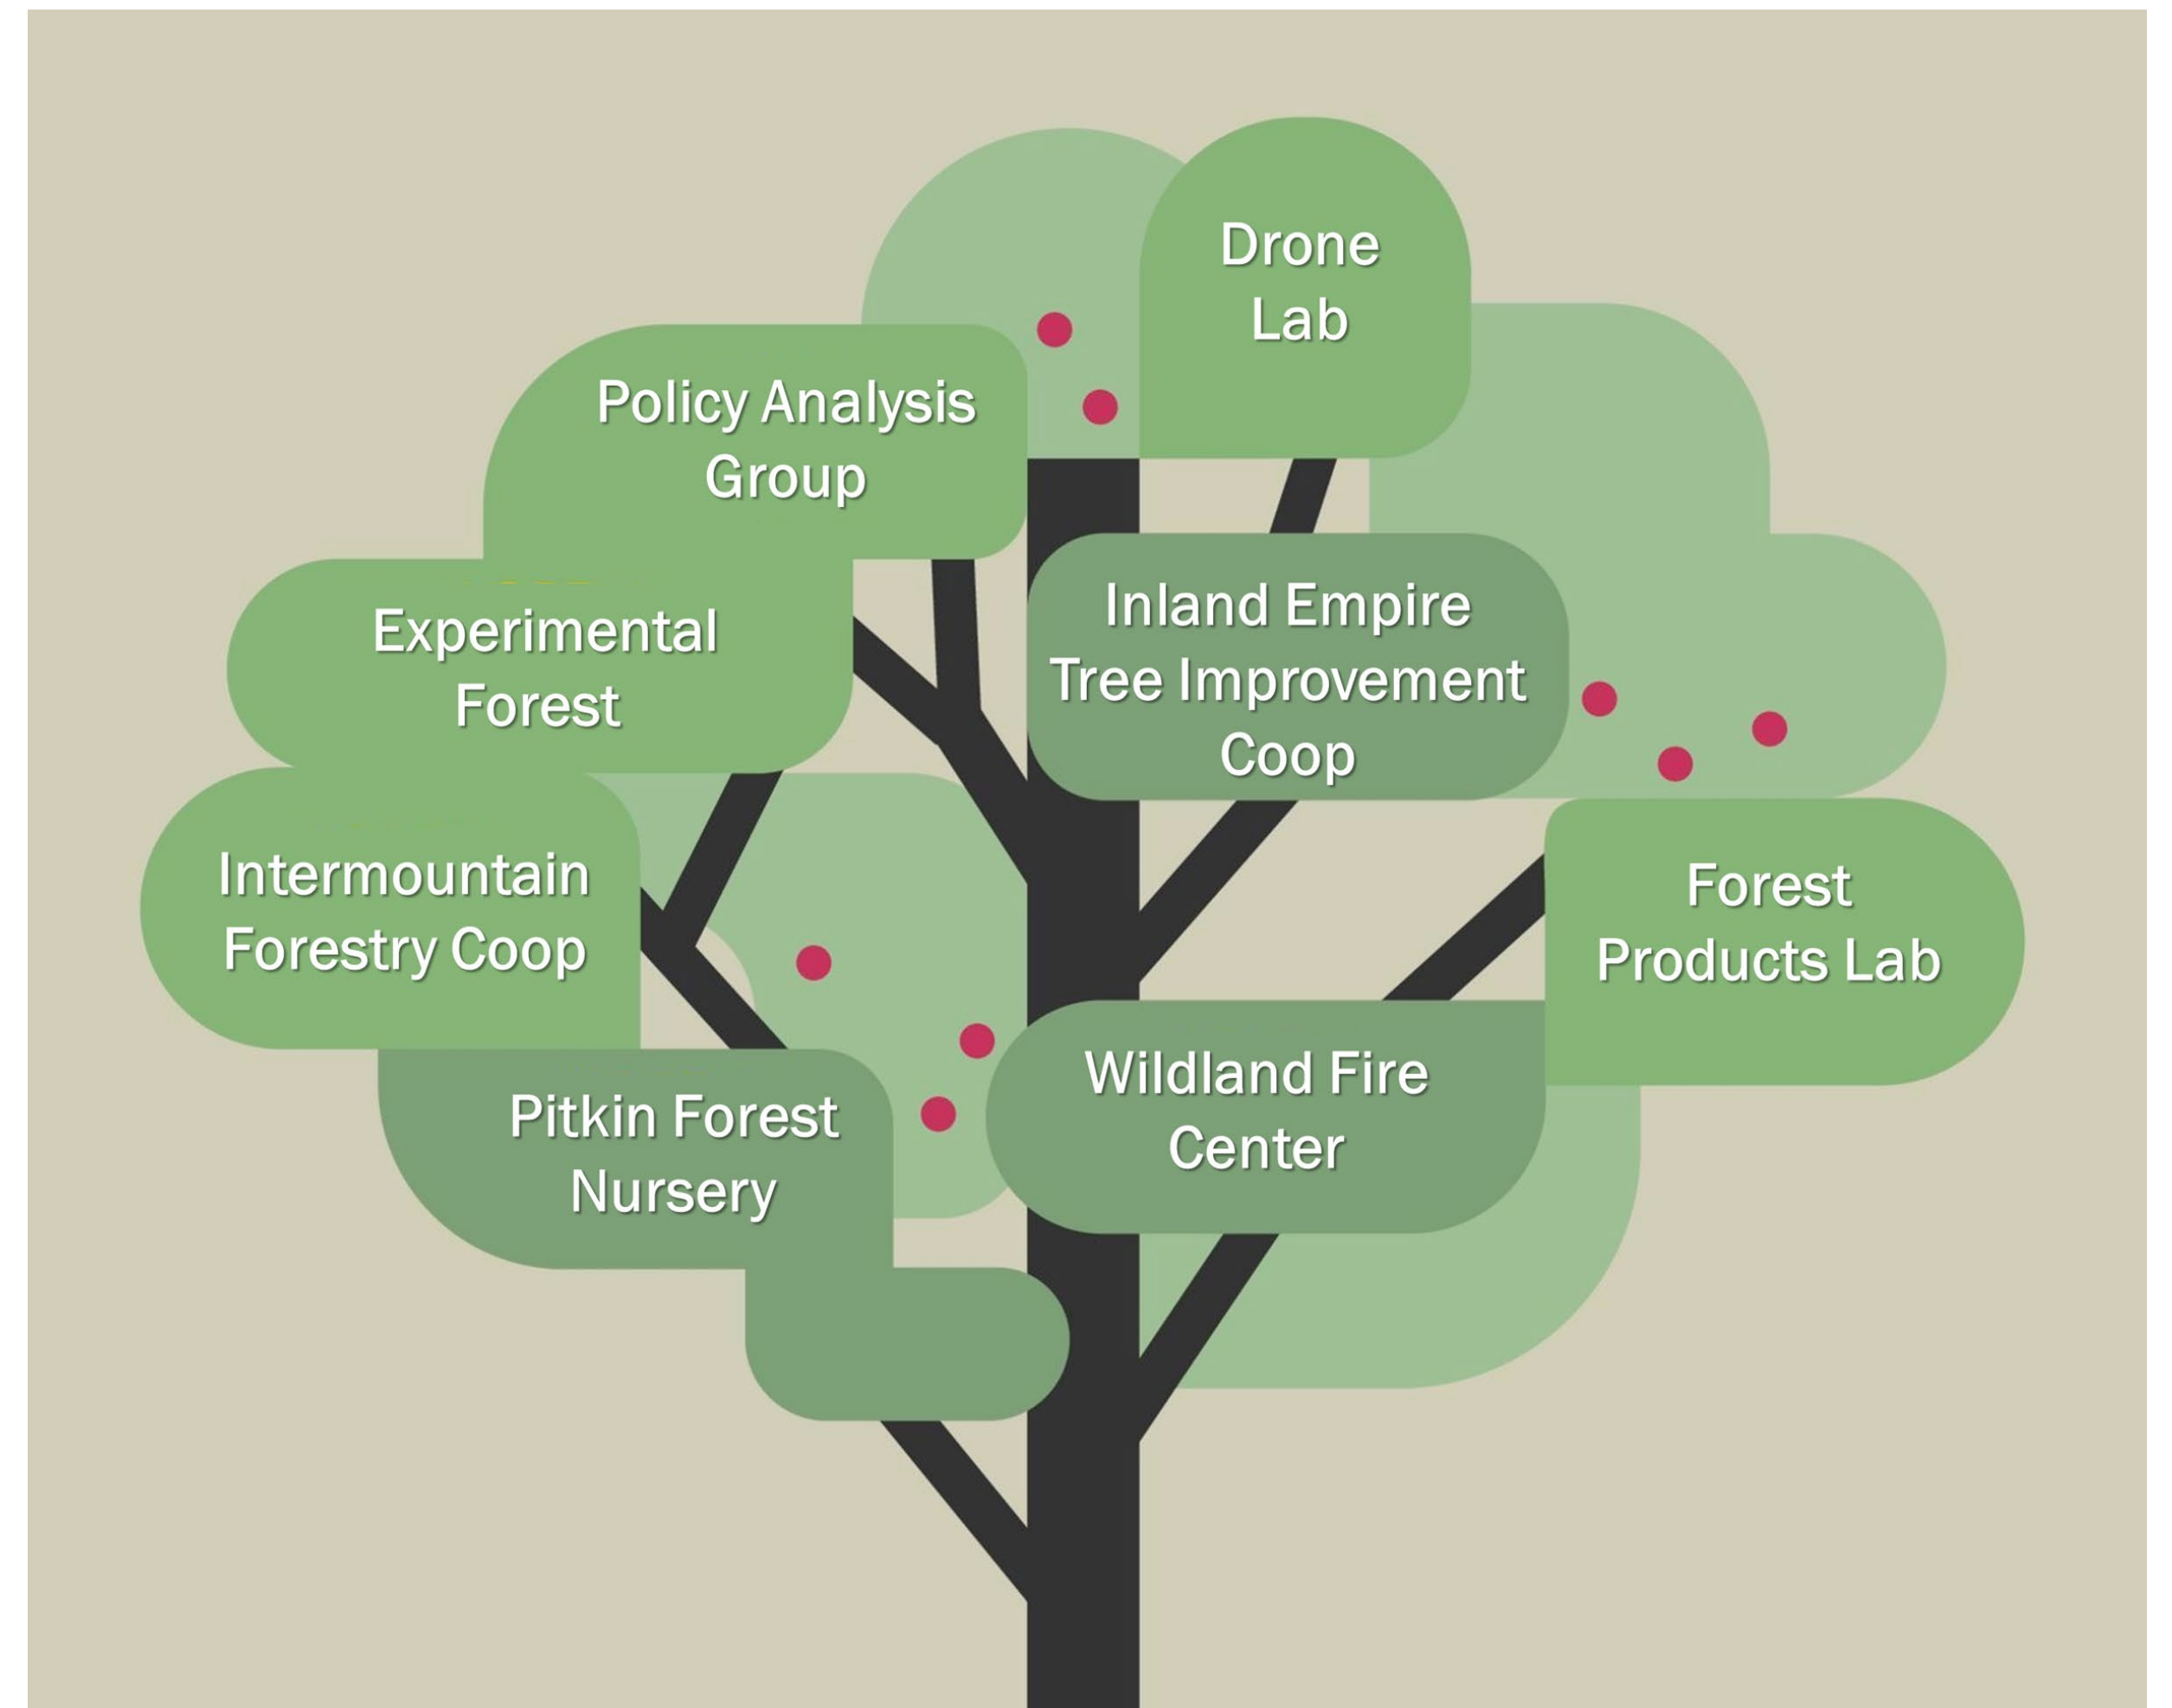 Drone
Lab
Policy Analysis
Group
Inland Empire
Tree Improvement
Coop
Experimental
Forest
Intermountain
Forestry Coop
Forest
Products Lab
Wildland Fire
Center
Pitkin Forest
Nursery